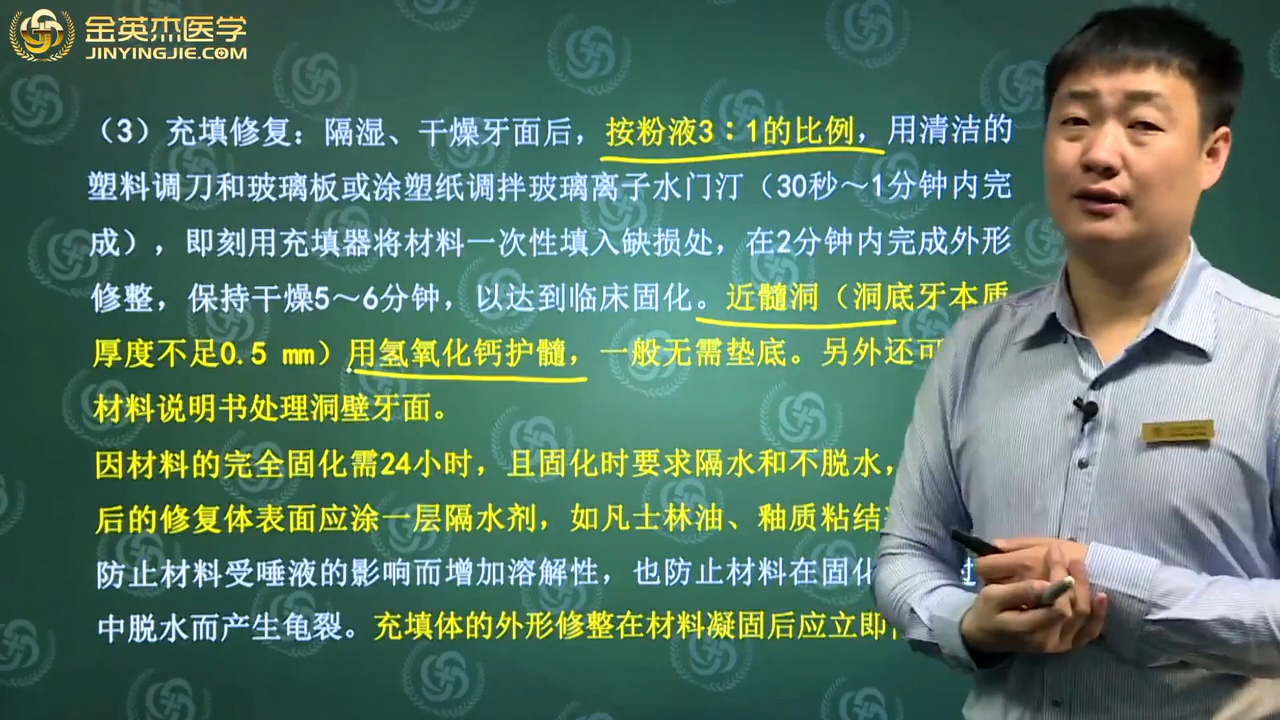 金英杰医学
JINYINGJIE.COM
（3）充填修复：隔湿、干燥牙面后，按粉液3∶1的比例，用清洁的
塑料调刀和玻璃板或涂塑纸调拌玻璃离子水门汀（30秒～1分钟内完
成），即刻用充填器将材料一次性填入缺损处，在2分钟内完成外形
修整，保持干燥5～6分钟，以达到临床固化。近髓洞（洞底牙本质
厚度不足0.5 mm）用氢氧化钙护髓，一般无需垫底。另外还可
材料说明书处理洞壁牙面。
因材料的完全固化需24小时，且固化时要求隔水和不脱水，
后的修复体表面应涂一层隔水剂，如凡士林油、釉质粘结
防止材料受唾液的影响而增加溶解性，也防止材料在固化过
中脱水而产生龟裂。充填体的外形修整在材料凝固后应立即